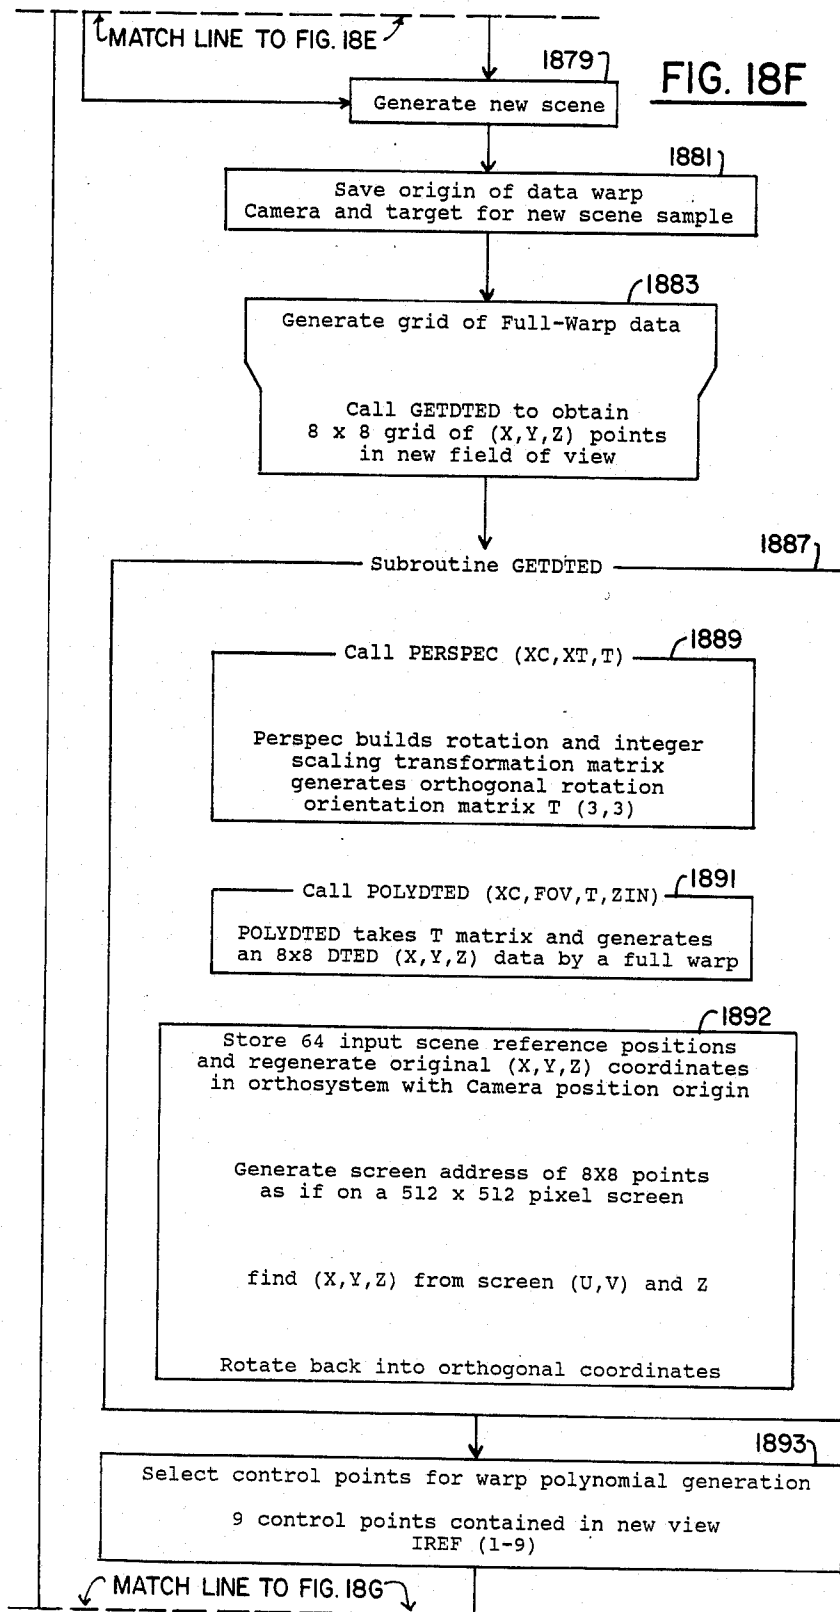 MATCH LINE TO FIG. 18E
1879
FIG. 18F
Generate new scene
1881
Save origin of data warp
Camera and target for new scene sample
1883
Generate grid of Full-Warp data
Call GETDTED to obtain
8 x 8 grid of (X,Y,Z) points
in new field of view
1887
Subroutine GETDTED
1889
Call PERSPEC (XC,XT,T)
Perspec builds rotation and integer
scaling transformation matrix
generates orthogonal rotation
orientation matrix T (3,3)
1891
Call POLYDTED (XC,FOV,T,ZIN)
POLYDTED takes T matrix and generates
an 8x8 DTED (X,Y,Z) data by a full warp
1892
Store 64 input scene reference positions
and regenerate original (X,Y,Z) coordinates
in orthosystem with Camera position origin
Generate screen address of 8X8 points
as if on a 512 x 512 pixel screen
find (X,Y,Z) from screen (U,V) and Z
Rotate back into orthogonal coordinates
1893
Select control points for warp polynomial generation
9 control points contained in new view
IREF (1-9)
MATCH LINE TO FIG. 18G